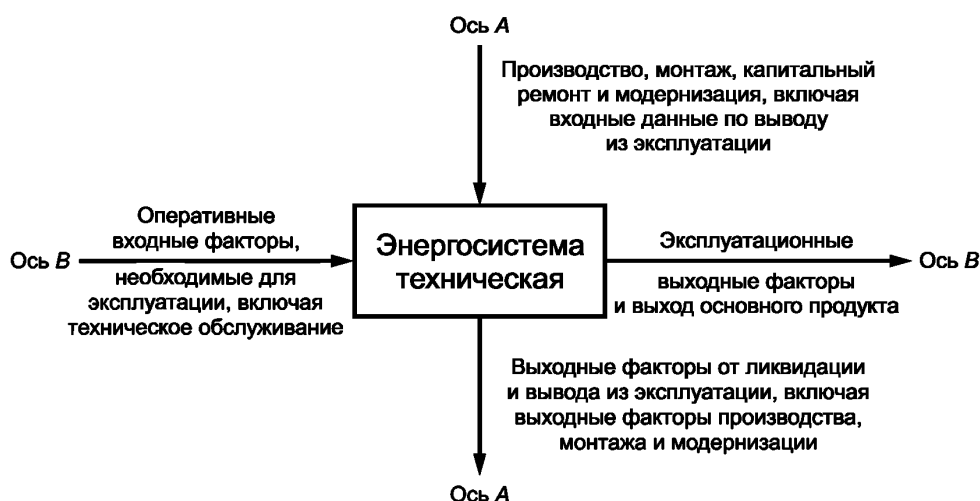 Ось A
Производство, монтаж, капитальный
ремонт и модернизация, включая
входные данные по выводу
из эксплуатации
Оперативные
входные факторы,
Ось B
необходимые для
эксплуатации, включая
техническое обслуживание
Энергосистема
техническая
Эксплуатационные
Ось B
выходные факторы
и выход основного продукта
Выходные факторы от ликвидации
и вывода из эксплуатации, включая
выходные факторы производства,
монтажа и модернизации
Ось A